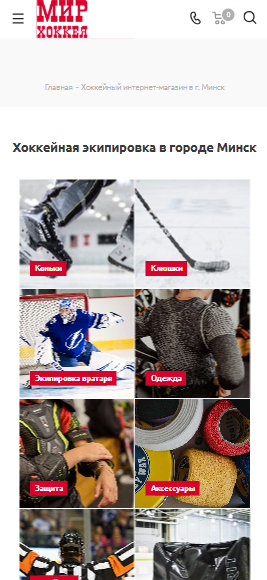 МИР
ХОККЕЯ
0
Главная - Хоккейный интернет-магазин в г. Минск
Хоккейная экипировка в городе Минск
Коньки
Клюшки
Экипировка вратаря
Одежда
Защита
Аксессуары